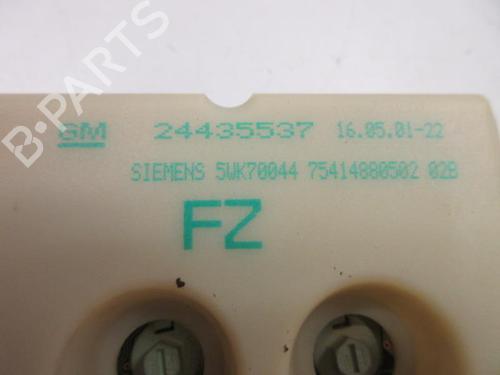 B-PARTS
GM 24435537 16.05.01-22
SIEMENS 5WK70044 75414880502 02B
FZ